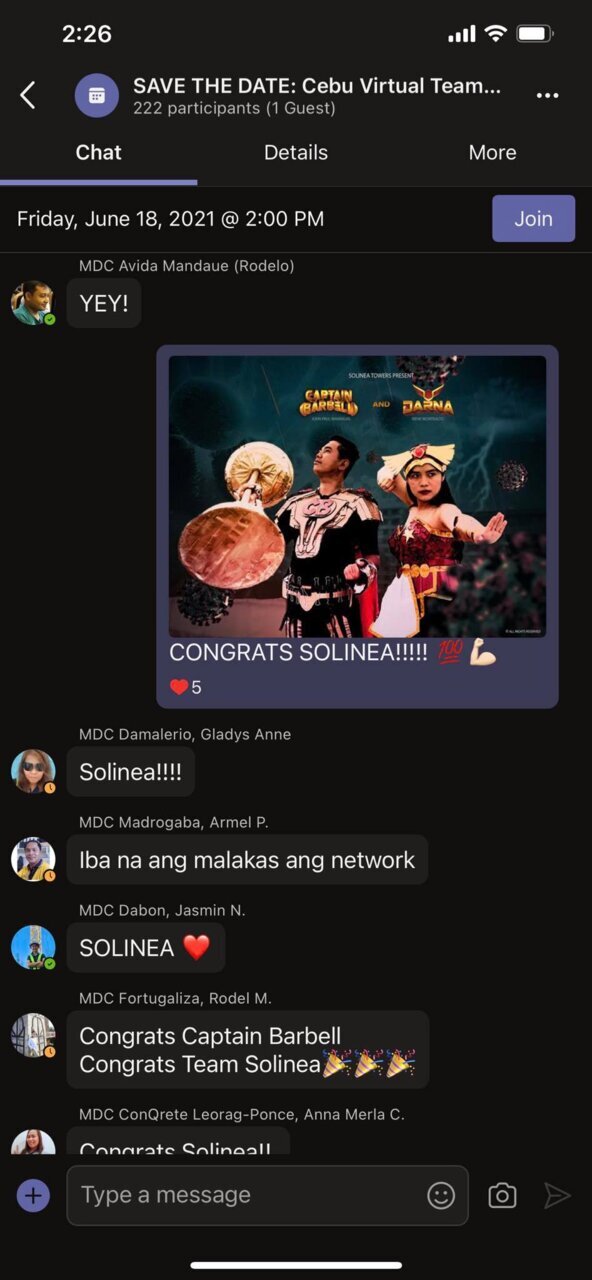 2:26
SAVE THE DATE: Cebu Virtual Team...
222 participants (1 Guest)
Chat
Details
More
Friday, June 18, 2021 @ 2:00 PM
Join
MDC Avida Mandaue (Rodelo)
YEY!
SOLINEA TOWERS PRESENT
CAPTAIN
BARBELL
AND
DARNA
CB
© ALL RIGHTS RESERVED
CONGRATS SOLINEA!!!!! 💯 💪🏻
❤️ 5
MDC Damalerio, Gladys Anne
Solinea!!!!
MDC Madrogaba, Armel P.
Iba na ang malakas ang network
MDC Dabon, Jasmin N.
SOLINEA ❤️
MDC Fortugaliza, Rodel M.
Congrats Captain Barbell
Congrats Team Solinea🎉🎉🎉
MDC ConQrete Leorag-Ponce, Anna Merla C.
Congrats Solinea!!
Type a message